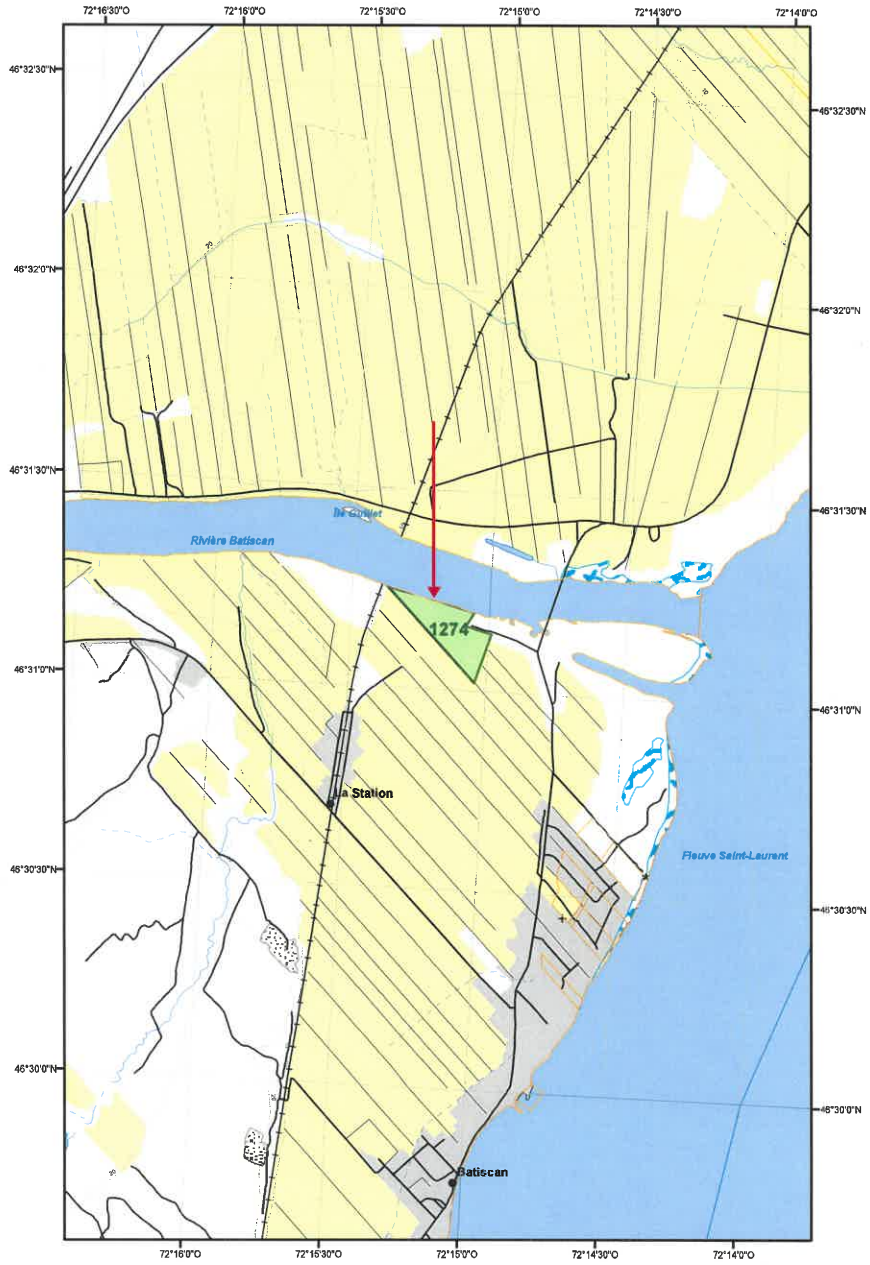 72°16'30"O 72°16'0"O 72°15'30"O 72°15'0"O 72°14'30"O 72°14'0"O
46°32'30"N
46°32'30"N
46°32'0"N
46°32'0"N
46°31'30"N
46°31'30"N
Île Guillet
Rivière Batiscan
1274
46°31'0"N
46°31'0"N
La Station
Fleuve Saint-Laurent
46°30'30"N
46°30'30"N
46°30'0"N
46°30'0"N
Batiscan
72°16'0"O 72°15'30"O 72°15'0"O 72°14'30"O 72°14'0"O